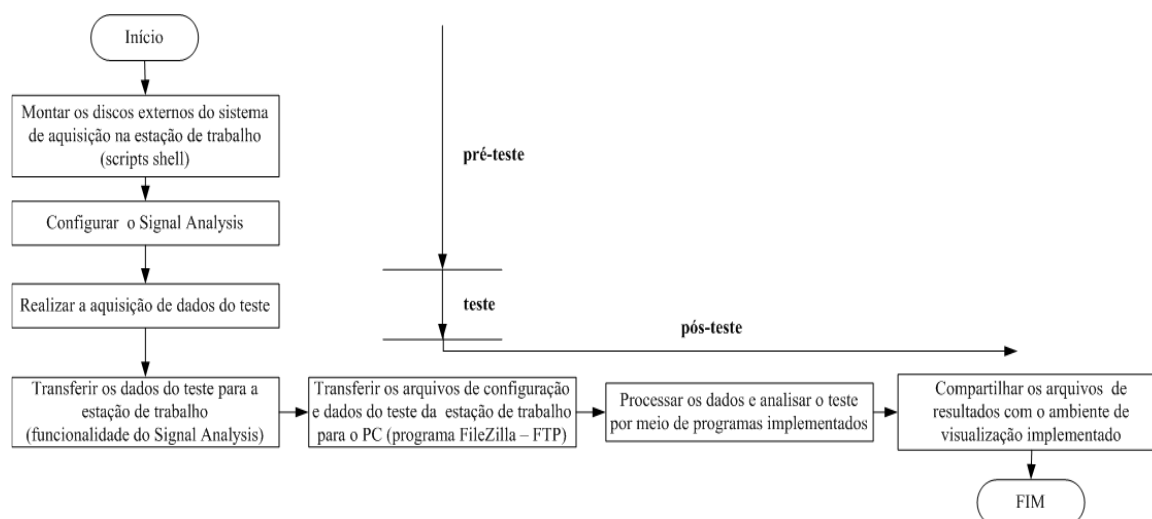 Início
Montar os discos externos do sistema
de aquisição na estação de trabalho
(scripts shell)
Configurar o Signal Analysis
Realizar a aquisição de dados do teste
pré-teste
teste
pós-teste
Transferir os dados do teste para a
estação de trabalho
(funcionalidade do Signal Analysis)
Transferir os arquivos de configuração
e dados do teste da estação de trabalho
para o PC (programa FileZilla – FTP)
Processar os dados e analisar o teste
por meio de programas implementados
Compartilhar os arquivos de
resultados com o ambiente de
visualização implementado
FIM